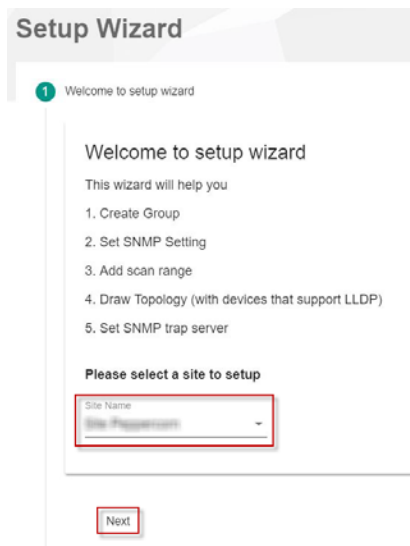 Setup Wizard
1 Welcome to setup wizard
Welcome to setup wizard
This wizard will help you
1. Create Group
2. Set SNMP Setting
3. Add scan range
4. Draw Topology (with devices that support LLDP)
5. Set SNMP trap server
Please select a site to setup
Site Name
Next